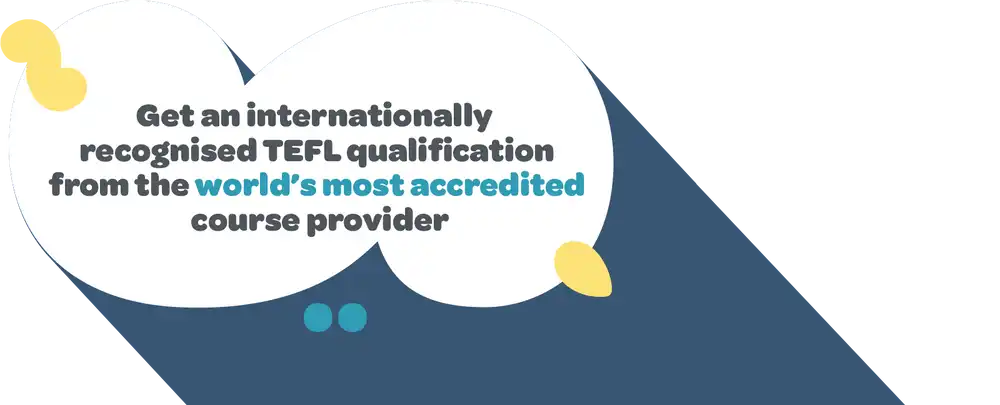 Get an internationally
recognised TEFL qualification
from the world's most accredited
course provider